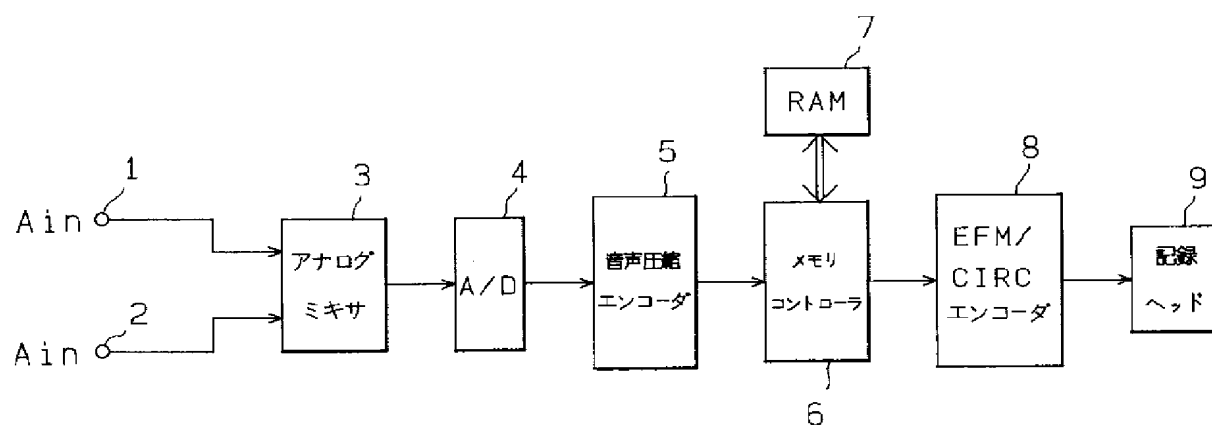 7
RAM
1
Ain
3
アナログ
ミキサ
4
A/D
5
音声圧縮
エンコーダ
メモリ
コントローラ
6
8
EFM/
CIRC
エンコーダ
9
記録
ヘッド
2
Ain